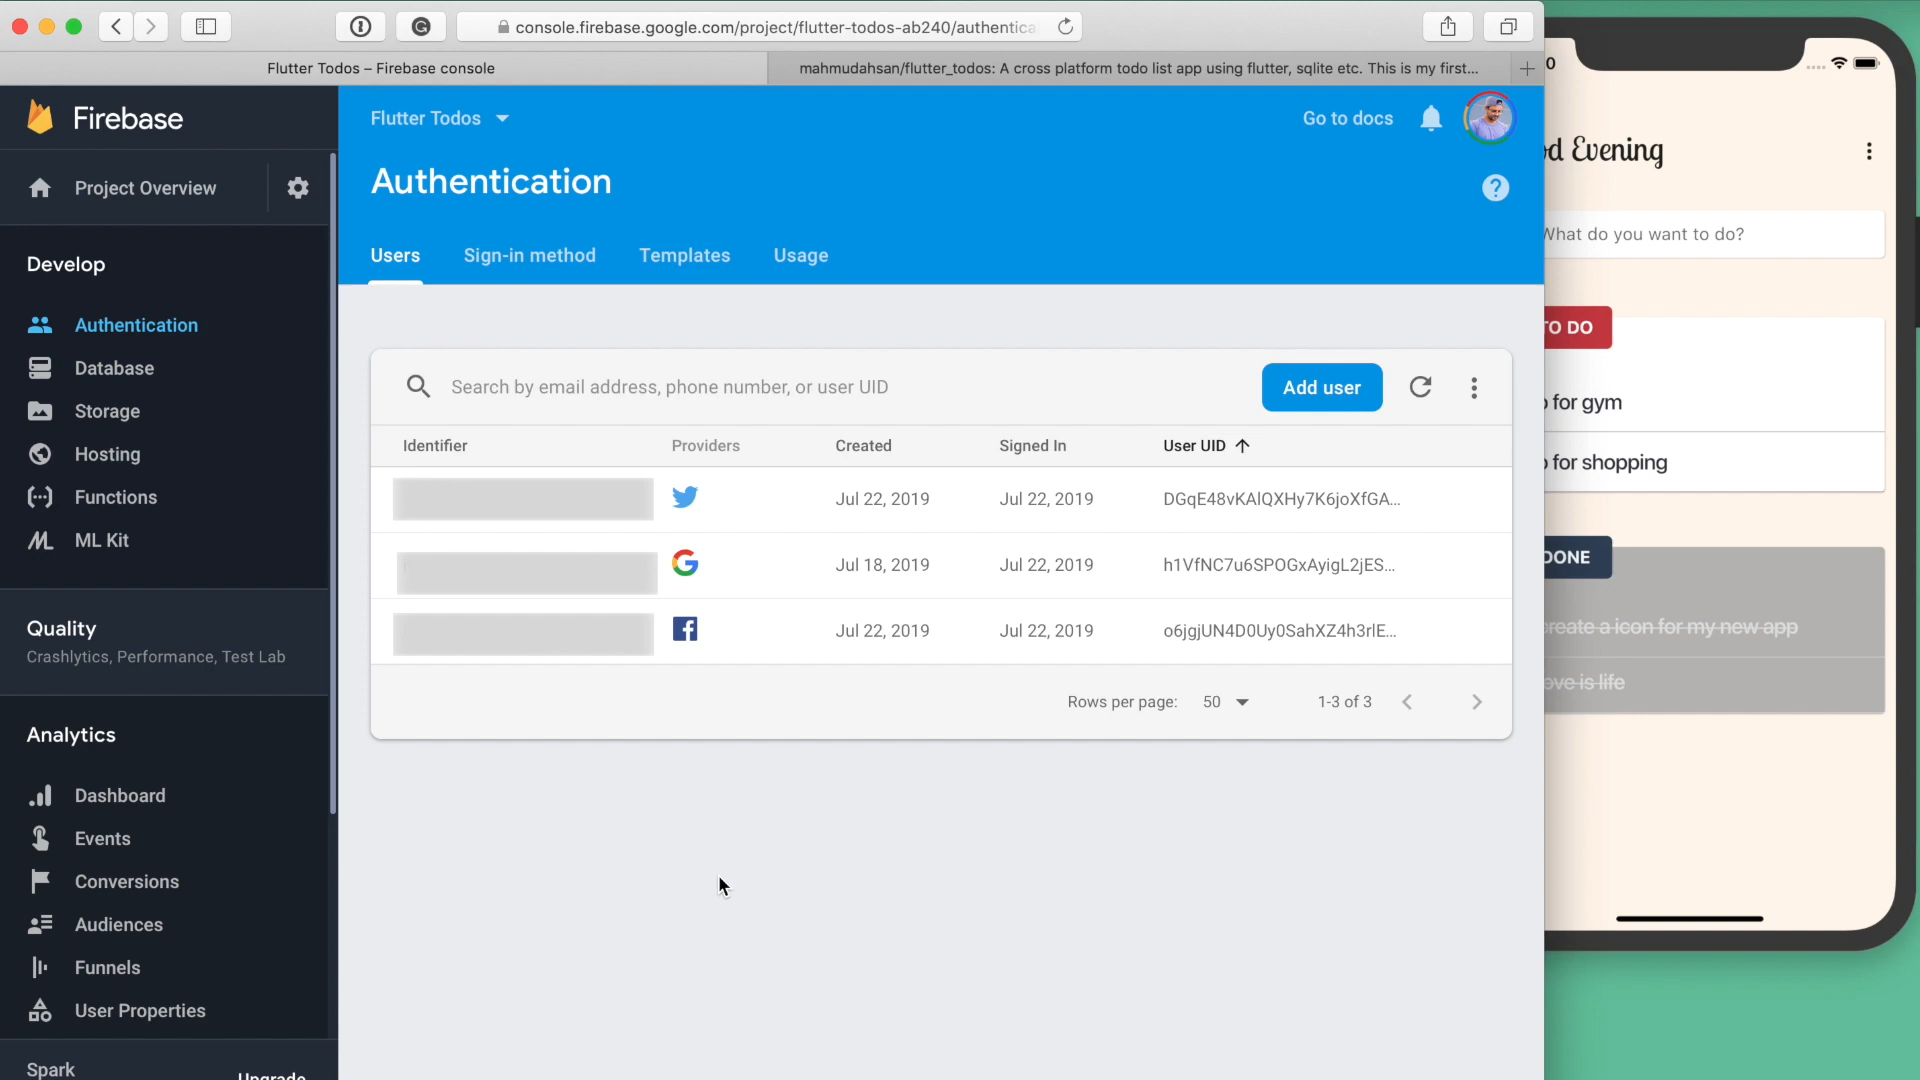 console.firebase.google.com/project/flutter-todos-ab240/authentica
Flutter Todos – Firebase console
mahmudahsan/flutter_todos: A cross platform todo list app using flutter, sqlite etc. This is my first...
Firebase
Project Overview
Develop
Authentication
Database
Storage
Hosting
Functions
ML Kit
Quality
Crashlytics, Performance, Test Lab
Analytics
Dashboard
Events
Conversions
Audiences
Funnels
User Properties
Spark
Upgrade
Flutter Todos
Go to docs
Authentication
Users
Sign-in method
Templates
Usage
Search by email address, phone number, or user UID
Add user
Identifier Providers Created Signed In User UID
Jul 22, 2019 Jul 22, 2019 DGqE48vKAlQXHy7K6joXfGA...
Jul 18, 2019 Jul 22, 2019 h1VfNC7u6SPOGxAyigL2jES...
Jul 22, 2019 Jul 22, 2019 o6jgjUN4D0Uy0SahXZ4h3rlE...
Rows per page: 50 1-3 of 3
0
od Evening
What do you want to do?
TO DO
o for gym
o for shopping
DONE
create a icon for my new app
ove is life